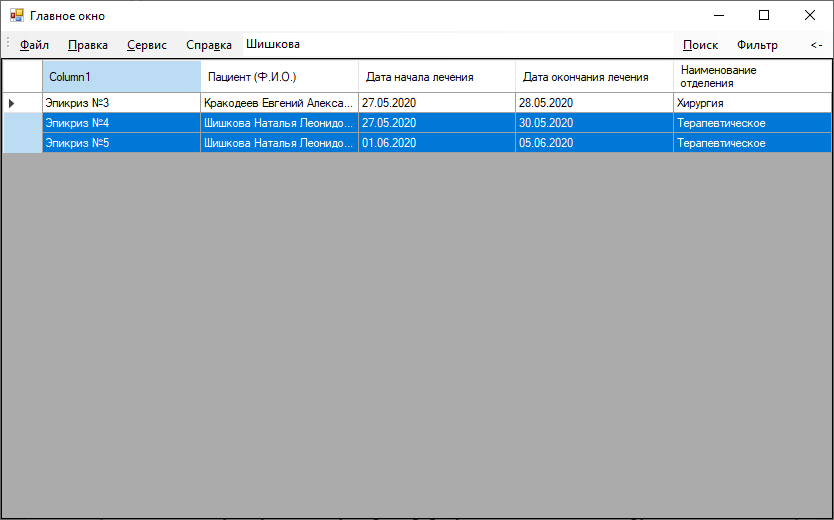 Главное окно
Файл Правка Сервис Справка Шишкова Поиск Фильтр <-
Column1 Пациент (Ф.И.О.) Дата начала лечения Дата окончания лечения Наименование отделения
Эпикриз №3 Кракодеев Евгений Алекса... 27.05.2020 28.05.2020 Хирургия
Эпикриз №4 Шишкова Наталья Леонидо... 27.05.2020 30.05.2020 Терапевтическое
Эпикриз №5 Шишкова Наталья Леонидо... 01.06.2020 05.06.2020 Терапевтическое